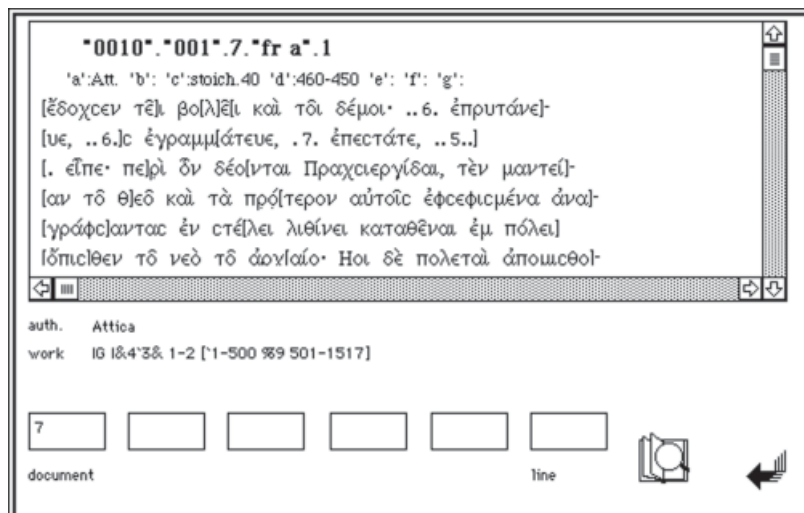 "0010"."001".7."fr a".1
'a':Att. 'b': 'c':stoich.40 'd':460-450 'e': 'f': 'g':
[ἔδοχσεν τε͂]ι βο[λ]ε͂[ι καὶ το͂ι δέμοι· ..6. ἐπρυτάνε]-
[υε, ..6.]ς ἐγραμμ[άτευε, .7. ἐπεστάτε, ..5..]
[. εἶπε· πε]ρὶ ὃν δέο[νται Πραχσιεργίδαι, τὲν μαντεί]-
[αν το͂ θ]εο͂ καὶ τὰ πρό̣[τερον αὐτοῖς ἐφσεφισμένα ἀνα]-
[γράφσ]αντας ἐν στέ[λει λιθίνει καταθε͂ναι ἐμ πόλει]
[ὄπισ]θεν το͂ νεὸ το͂ ἀρχ[αίο· Ηοι δὲ πολεταὶ ἀπομισθο]-
auth. Attica
work IG I&4`3& 1-2 [`1-500 %9 501-1517]
7
document line